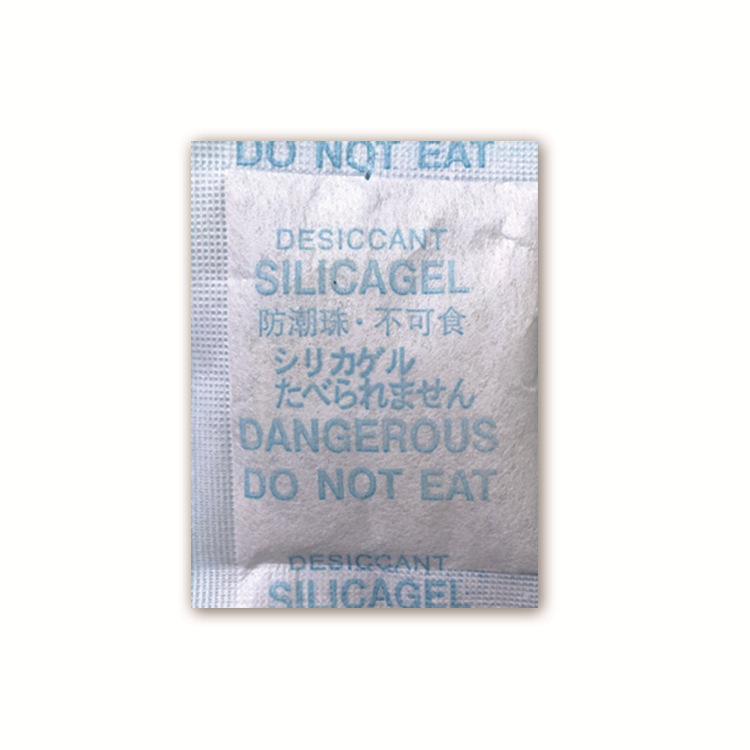 DO NOT EAT
DESICCANT
SILICAGEL
防潮珠・不可食
シリカゲル
たべられません
DANGEROUS
DO NOT EAT
DESICCANT
SILICAGEL